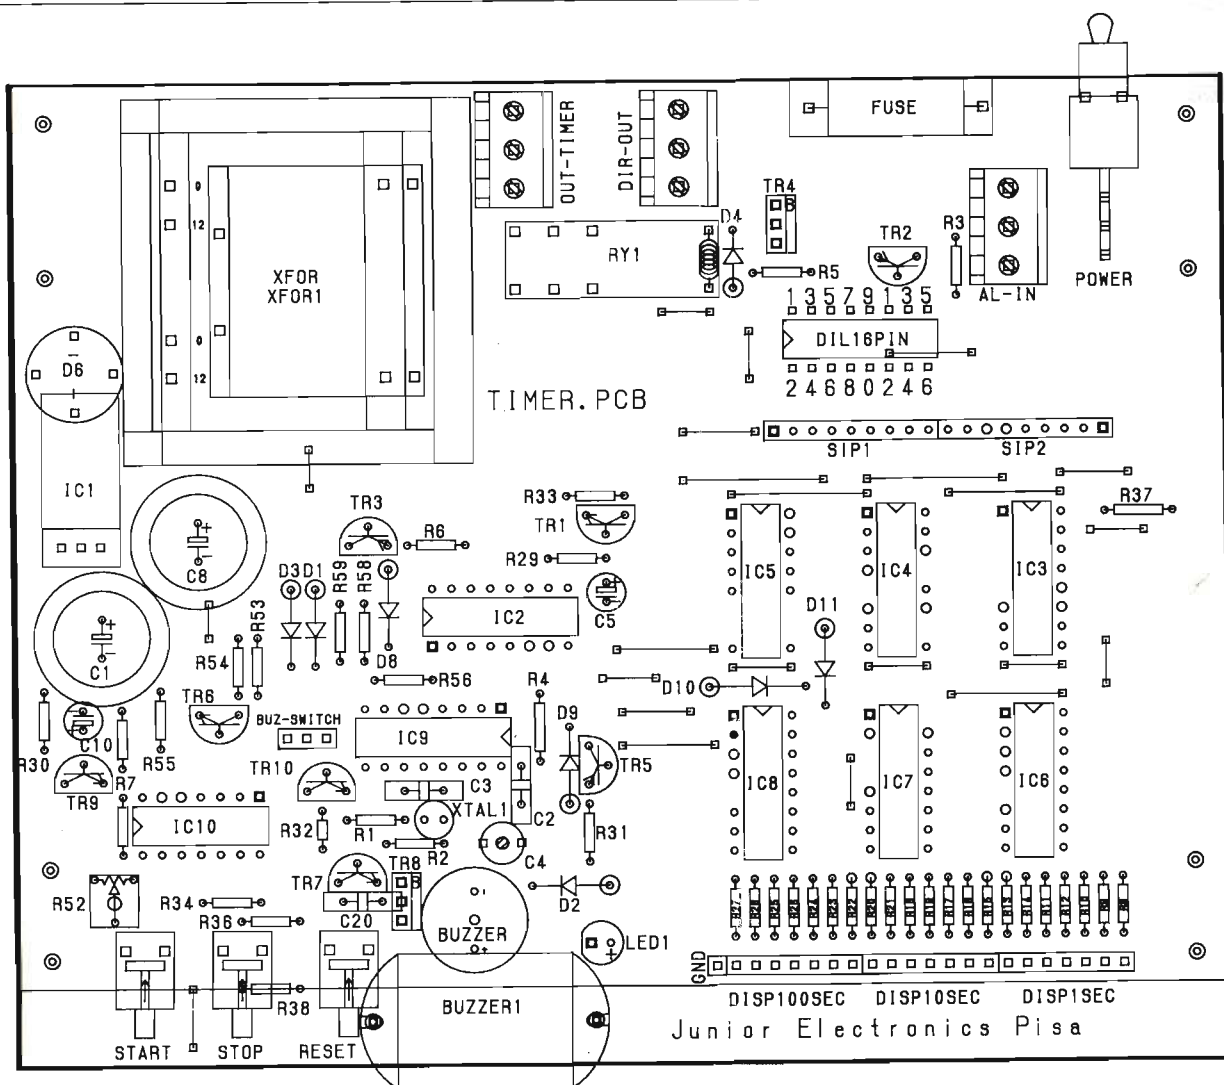 FUSE
OUT-TIMER
DIR-OUT
TR4
B
D4
R3
TR2
0
12
RY1
R5
XFOR
XFOR1
AL-IN
POWER
1 3 5 7 9 1 3 5
DIL16PIN
0
12
D6
2 4 6 8 0 2 4 6
TIMER.PCB
SIP1
SIP2
IC1
R33
R37
TR3
TR1
R6
R29
C8
D3
D1
R59
R58
IC5
IC4
IC3
C5
D11
IC2
R53
R54
D8
C1
R56
R4
D10
TR6
BUZ-SWITCH
D9
IC9
C10
R30
R7
R55
TR10
TR5
TR9
C3
IC8
IC7
IC6
XTAL1
C2
IC10
R32
R1
R31
R2
C4
TR7
TR8
B
R52
R34
D2
R36
C20
BUZZER
LED1
R27
R17
R14
R11
R12
GND
R38
BUZZER1
DISP100SEC
DISP10SEC
DISP1SEC
START
STOP
RESET
Junior Electronics Pisa